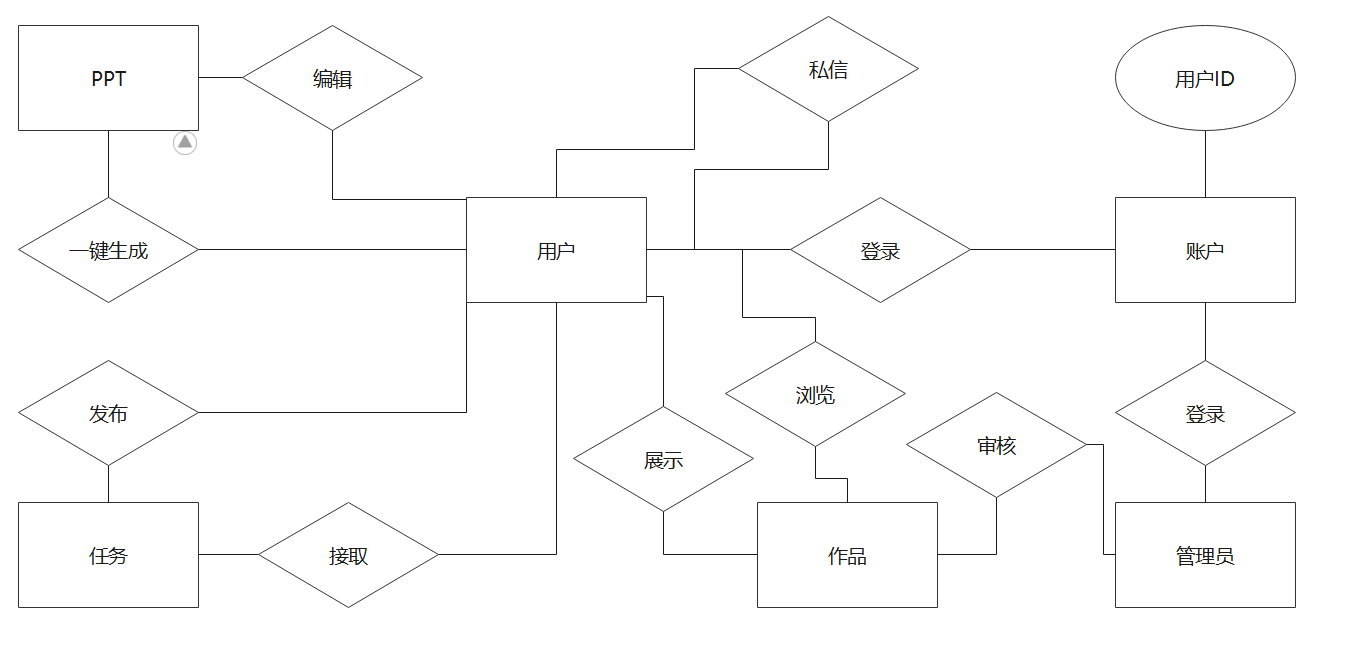 PPT
编辑
私信
用户ID
一键生成
用户
登录
账户
发布
浏览
展示
审核
登录
任务
接取
作品
管理员